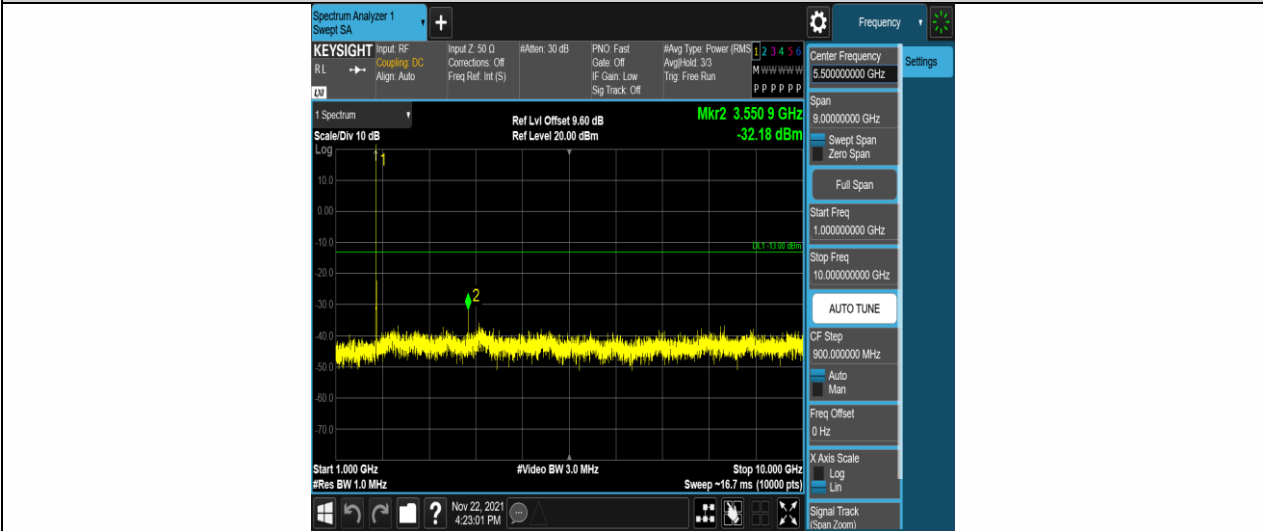 Spectrum Analyzer 1
Swept SA
+
Frequency
KEYSIGHT
RL
LXI
Input: RF
Coupling: DC
Align: Auto
Input Z: 50 Ω
Corrections: Off
Freq Ref: Int (S)
#Atten: 30 dB
PNO: Fast
Gate: Off
IF Gain: Low
Sig Track: Off
#Avg Type: Power (RMS
Avg|Hold: 3/3
Trig: Free Run
1 2 3 4 5 6
M W W W W W
P P P P P P
Center Frequency
5.500000000 GHz
Settings
Span
9.00000000 GHz
Swept Span
Zero Span
Full Span
Start Freq
1.000000000 GHz
Stop Freq
10.000000000 GHz
AUTO TUNE
CF Step
900.000000 MHz
Auto
Man
Freq Offset
0 Hz
X Axis Scale
Log
Lin
Signal Track
(Span Zoom)
1 Spectrum
Scale/Div 10 dB
Log
Ref Lvl Offset 9.60 dB
Ref Level 20.00 dBm
Mkr2 3.550 9 GHz
-32.18 dBm
1
10.0
0.00
-10.0
DL1 -13.00 dBm
-20.0
2
-30.0
-40.0
-50.0
-60.0
-70.0
Start 1.000 GHz
#Res BW 1.0 MHz
#Video BW 3.0 MHz
Stop 10.000 GHz
Sweep ~16.7 ms (10000 pts)
?
Nov 22, 2021
4:23:01 PM